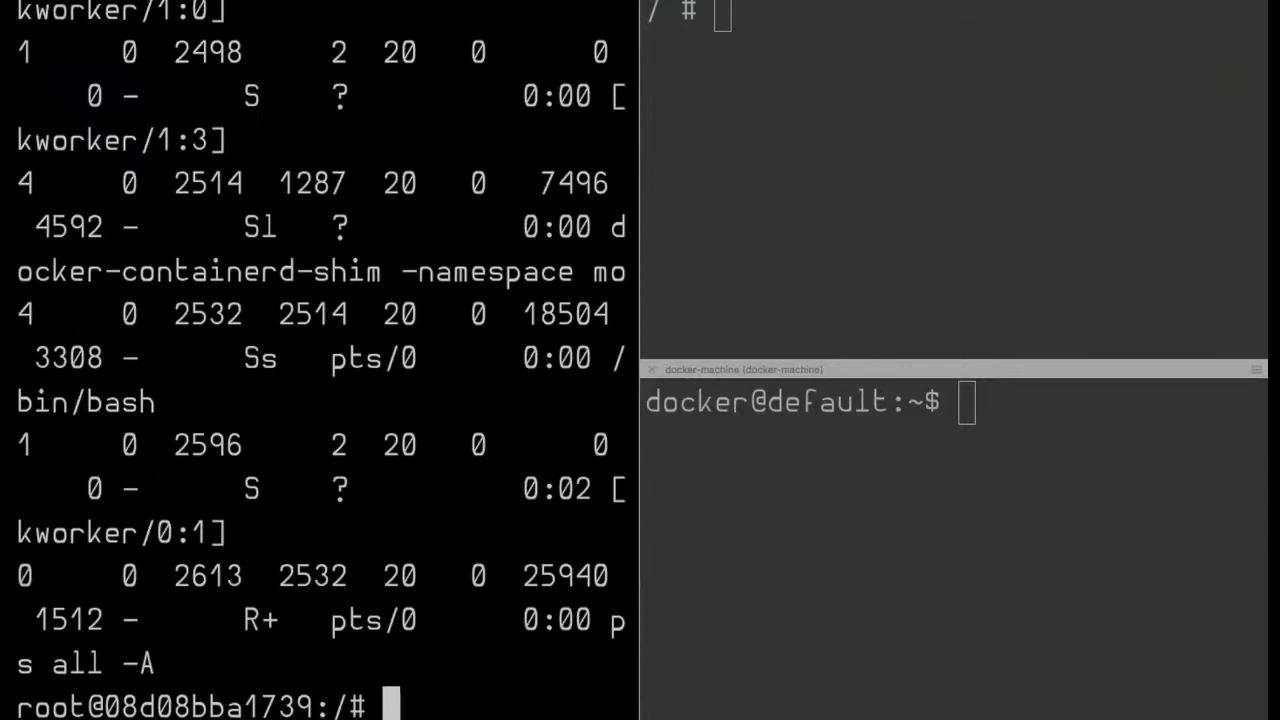 kworker/1:0]
1      0  2498      2  20   0      0
    0 -      S    ?          0:00 [
kworker/1:3]
4      0  2514   1287  20   0   7496
 4592 -      Sl   ?          0:00 d
ocker-containerd-shim -namespace mo
4      0  2532   2514  20   0  18504
 3308 -      Ss   pts/0      0:00 /
bin/bash
1      0  2596      2  20   0      0
    0 -      S    ?          0:02 [
kworker/0:1]
0      0  2613   2532  20   0  25940
 1512 -      R+   pts/0      0:00 p
s all -A
root@08d08bba1739:/#
/ #
docker-machine (docker-machine)
docker@default:~$